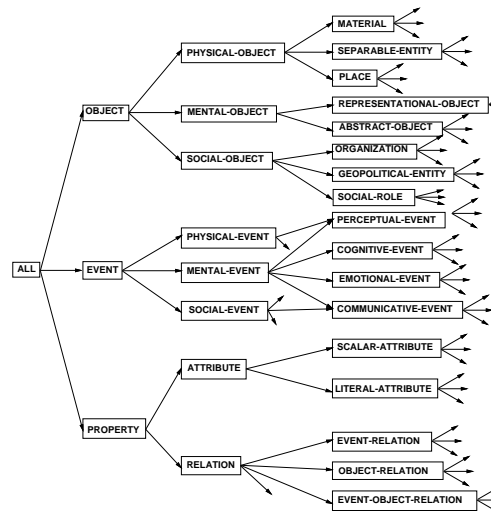 ALL
OBJECT
PHYSICAL-OBJECT
MATERIAL
SEPARABLE-ENTITY
PLACE
MENTAL-OBJECT
REPRESENTATIONAL-OBJECT
ABSTRACT-OBJECT
SOCIAL-OBJECT
ORGANIZATION
GEOPOLITICAL-ENTITY
SOCIAL-ROLE
EVENT
PHYSICAL-EVENT
PERCEPTUAL-EVENT
MENTAL-EVENT
COGNITIVE-EVENT
EMOTIONAL-EVENT
SOCIAL-EVENT
COMMUNICATIVE-EVENT
PROPERTY
ATTRIBUTE
SCALAR-ATTRIBUTE
LITERAL-ATTRIBUTE
RELATION
EVENT-RELATION
OBJECT-RELATION
EVENT-OBJECT-RELATION